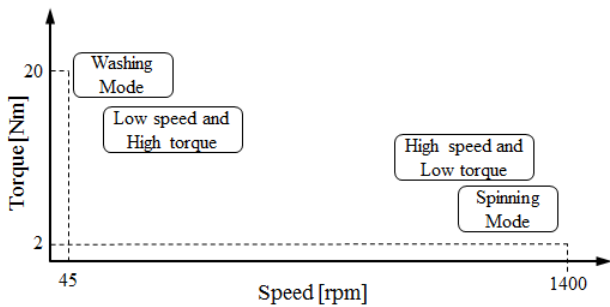 Torque [Nm]
20
2
Washing
Mode
Low speed and
High torque
High speed and
Low torque
Spinning
Mode
45
1400
Speed [rpm]